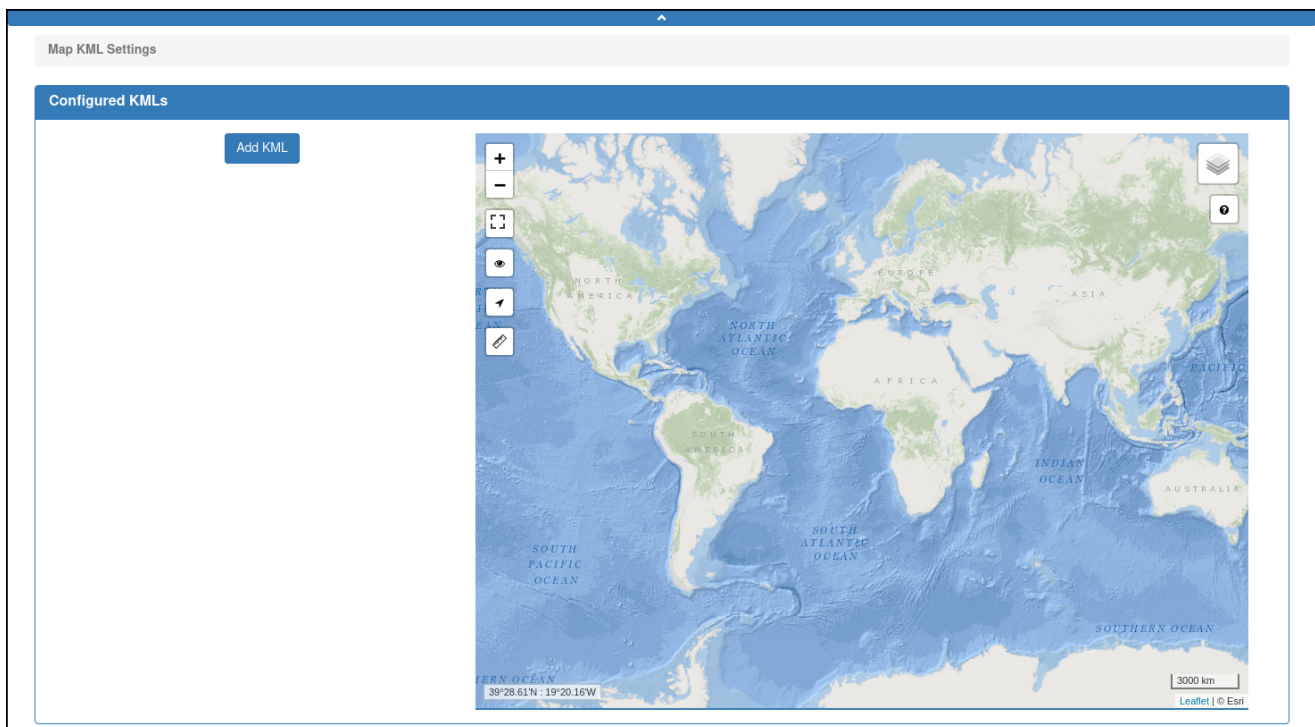 Map KML Settings
Configured KMLs
Add KML
+
−
NORTH
AMERICA
EUROPE
ASIA
NORTH
ATLANTIC
OCEAN
PACIFIC
AFRICA
SOUTH
AMERICA
INDIAN
OCEAN
AUSTRALIA
SOUTH
ATLANTIC
OCEAN
SOUTH
PACIFIC
OCEAN
SOUTHERN OCEAN
ERN OCEAN
39°28.61'N : 19°20.16'W
3000 km
Leaflet | © Esri